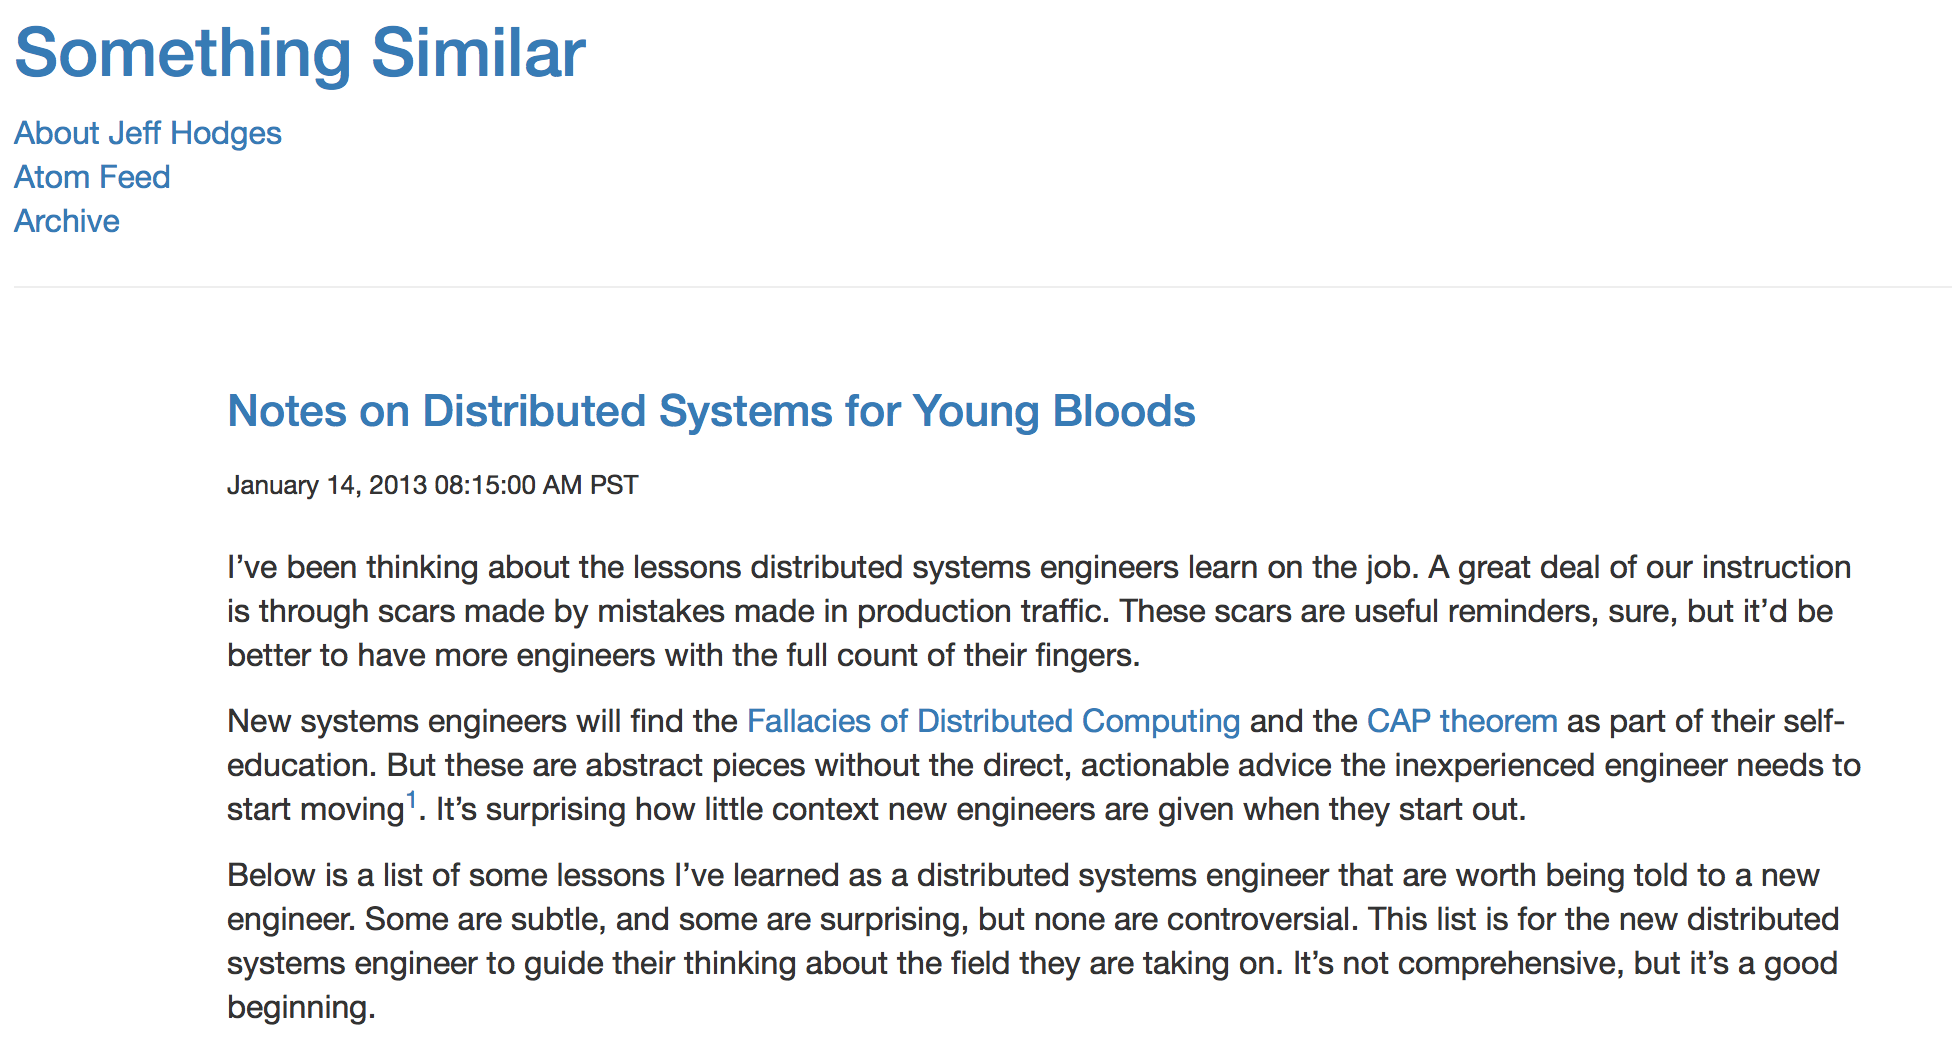 Something Similar
About Jeff Hodges
Atom Feed
Archive
Notes on Distributed Systems for Young Bloods
January 14, 2013 08:15:00 AM PST
I’ve been thinking about the lessons distributed systems engineers learn on the job. A great deal of our instruction
is through scars made by mistakes made in production traffic. These scars are useful reminders, sure, but it’d be
better to have more engineers with the full count of their fingers.
New systems engineers will find the Fallacies of Distributed Computing and the CAP theorem as part of their self-
education. But these are abstract pieces without the direct, actionable advice the inexperienced engineer needs to
start moving1. It’s surprising how little context new engineers are given when they start out.
Below is a list of some lessons I’ve learned as a distributed systems engineer that are worth being told to a new
engineer. Some are subtle, and some are surprising, but none are controversial. This list is for the new distributed
systems engineer to guide their thinking about the field they are taking on. It’s not comprehensive, but it’s a good
beginning.